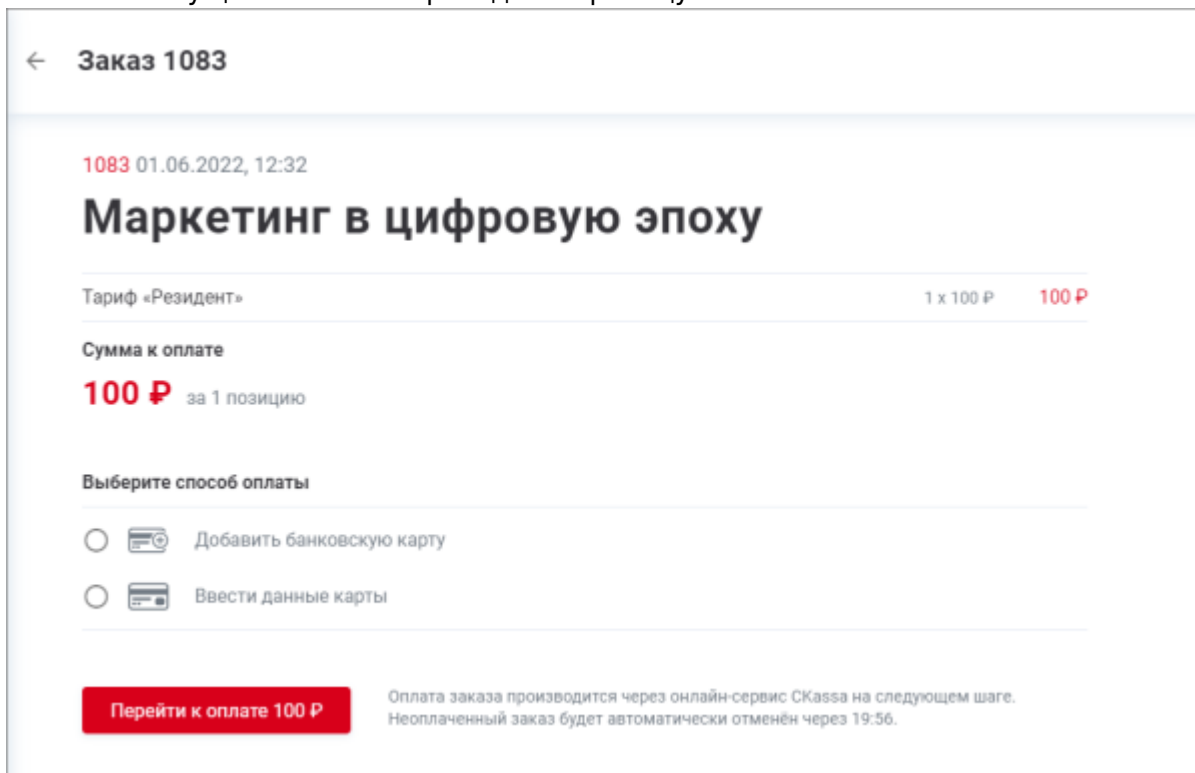 Заказ 1083
1083 01.06.2022, 12:32
Маркетинг в цифровую эпоху
Тариф «Резидент» 1 x 100 ₽ 100 ₽
Сумма к оплате
100 ₽ за 1 позицию
Выберите способ оплаты
Добавить банковскую карту
Ввести данные карты
Перейти к оплате 100 ₽
Оплата заказа производится через онлайн-сервис CKassa на следующем шаге.
Неоплаченный заказ будет автоматически отменён через 19:56.